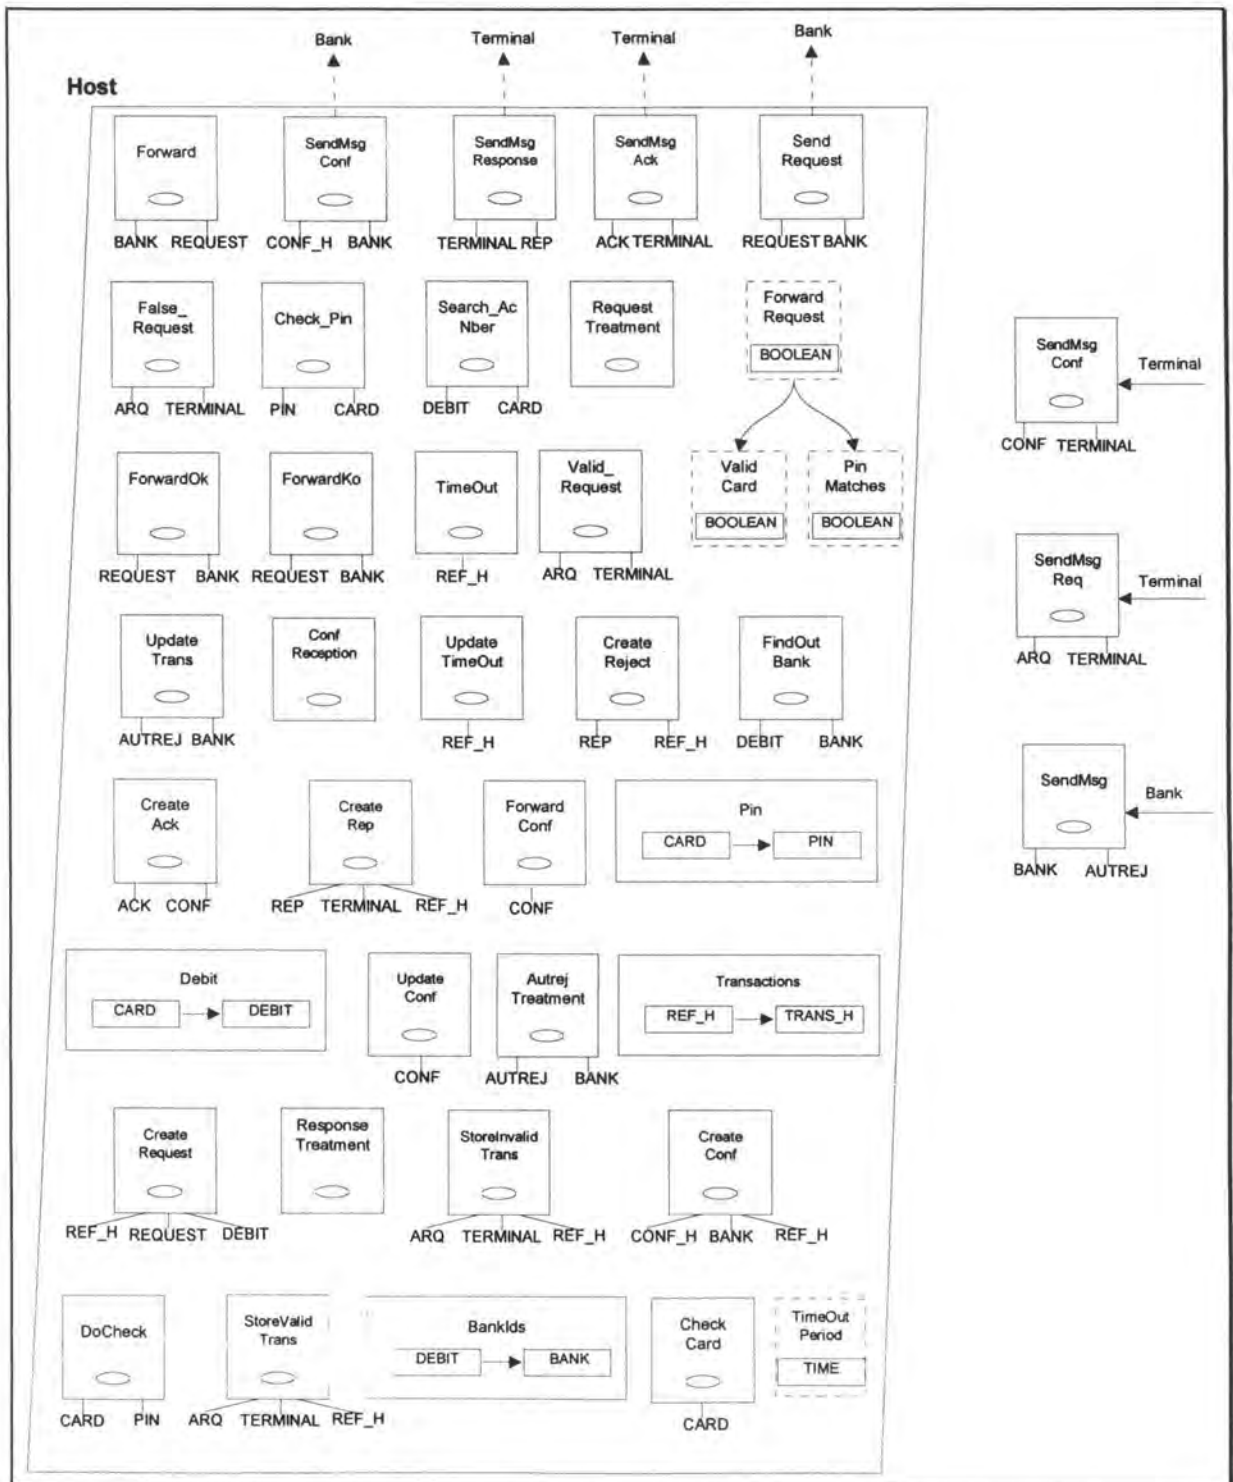 Bank
Terminal
Terminal
Bank
Host
Forward
SendMsg
Conf
SendMsg
Response
SendMsg
Ack
Send
Request
BANK REQUEST
CONF_H BANK
TERMINAL REP
ACK TERMINAL
REQUEST BANK
False_
Request
Check_Pin
Search_Ac
Nber
Request
Treatment
Forward
Request
BOOLEAN
ARQ TERMINAL
PIN CARD
DEBIT CARD
SendMsg
Conf
Terminal
CONF TERMINAL
ForwardOk
ForwardKo
TimeOut
Valid_
Request
Valid
Card
BOOLEAN
Pin
Matches
BOOLEAN
REQUEST BANK
REQUEST BANK
REF_H
ARQ TERMINAL
SendMsg
Req
Terminal
ARQ TERMINAL
Update
Trans
Conf
Reception
Update
TimeOut
Create
Reject
FindOut
Bank
AUTREJ BANK
REF_H
REP REF_H
DEBIT BANK
SendMsg
Bank
BANK AUTREJ
Create
Ack
Create
Rep
Forward
Conf
Pin
CARD
PIN
ACK CONF
REP TERMINAL REF_H
CONF
Debit
CARD
DEBIT
Update
Conf
Autrej
Treatment
Transactions
REF_H
TRANS_H
CONF
AUTREJ BANK
Create
Request
Response
Treatment
StoreInvalid
Trans
Create
Conf
REF_H REQUEST DEBIT
ARQ TERMINAL REF_H
CONF_H BANK REF_H
DoCheck
StoreValid
Trans
BankIds
DEBIT
BANK
Check
Card
TimeOut
Period
TIME
CARD PIN
ARQ TERMINAL REF_H
CARD